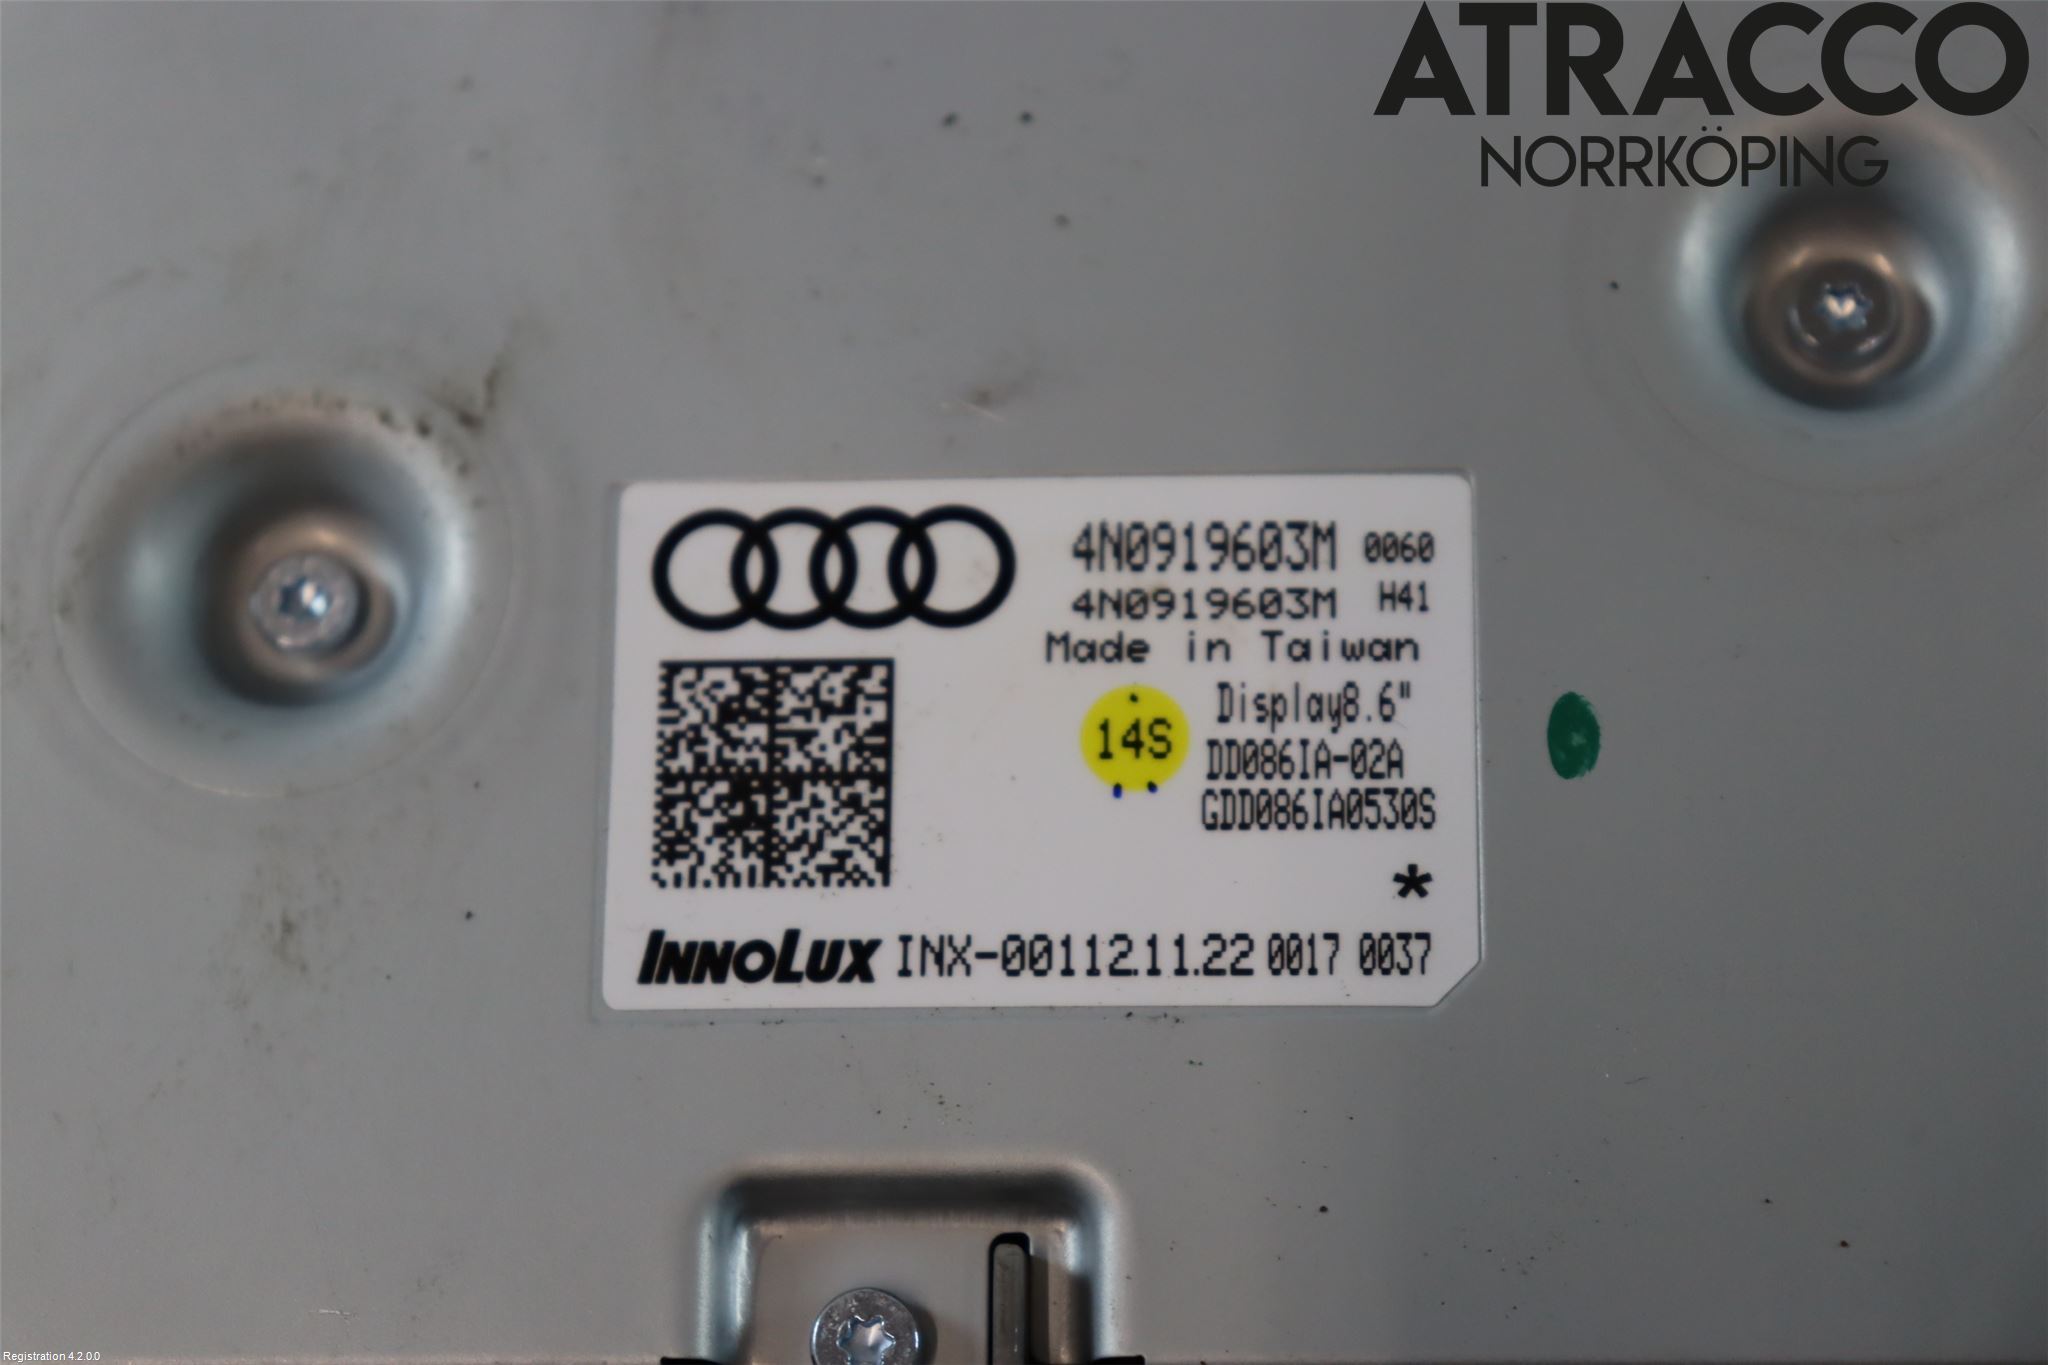 ATRACCO
NORRKÖPING
4N0919603M 0060
4N0919603M H41
Made in Taiwan
14S
Display8.6"
DD086IA-02A
GDD086IA0530S
*
INNOLUX INX-00112.11.22 0017 0037
Registration 4.2.0.0